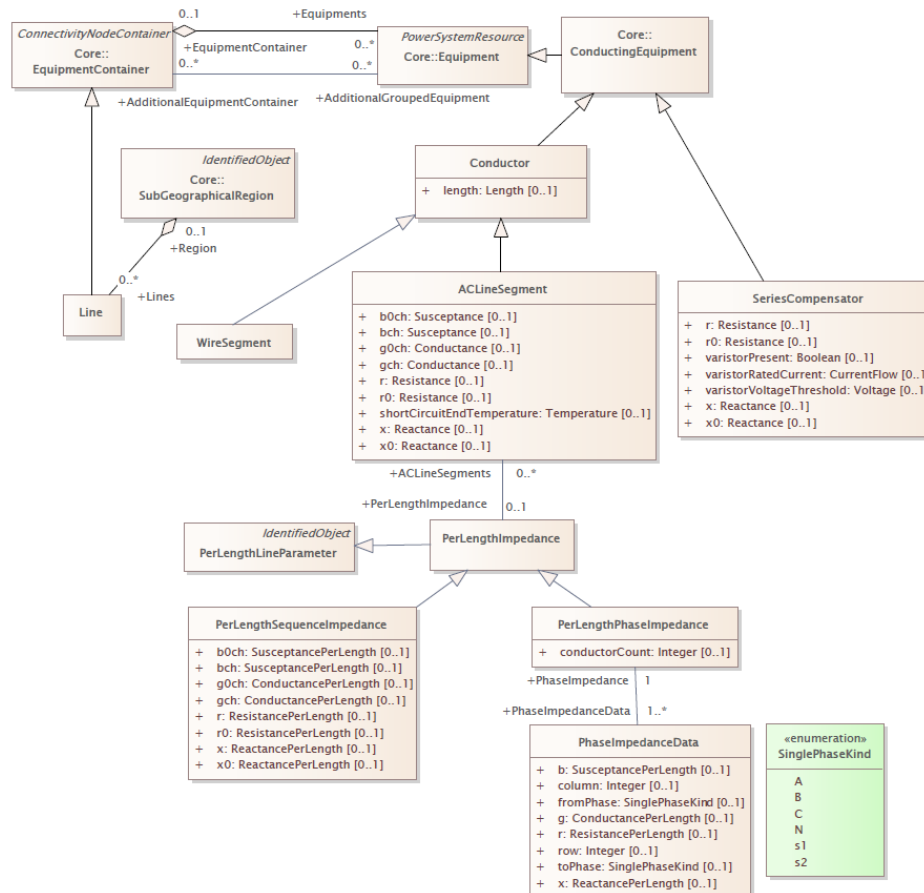 0..1
+Equipments
ConnectivityNodeContainer
Core::
EquipmentContainer
+EquipmentContainer
0..*
0..*
0..*
+AdditionalEquipmentContainer
+AdditionalGroupedEquipment
PowerSystemResource
Core::Equipment
Core::
ConductingEquipment
IdentifiedObject
Core::
SubGeographicalRegion
0..1
+Region
0..*
+Lines
Line
Conductor
+ length: Length [0..1]
WireSegment
ACLineSegment
+ b0ch: Susceptance [0..1]
+ bch: Susceptance [0..1]
+ g0ch: Conductance [0..1]
+ gch: Conductance [0..1]
+ r: Resistance [0..1]
+ r0: Resistance [0..1]
+ shortCircuitEndTemperature: Temperature [0..1]
+ x: Reactance [0..1]
+ x0: Reactance [0..1]
SeriesCompensator
+ r: Resistance [0..1]
+ r0: Resistance [0..1]
+ varistorPresent: Boolean [0..1]
+ varistorRatedCurrent: CurrentFlow [0..1]
+ varistorVoltageThreshold: Voltage [0..1]
+ x: Reactance [0..1]
+ x0: Reactance [0..1]
+ACLineSegments
0..*
+PerLengthImpedance
0..1
IdentifiedObject
PerLengthLineParameter
PerLengthImpedance
PerLengthSequenceImpedance
+ b0ch: SusceptancePerLength [0..1]
+ bch: SusceptancePerLength [0..1]
+ g0ch: ConductancePerLength [0..1]
+ gch: ConductancePerLength [0..1]
+ r: ResistancePerLength [0..1]
+ r0: ResistancePerLength [0..1]
+ x: ReactancePerLength [0..1]
+ x0: ReactancePerLength [0..1]
PerLengthPhaseImpedance
+ conductorCount: Integer [0..1]
+PhaseImpedance
1
+PhaseImpedanceData
1..*
PhaseImpedanceData
+ b: SusceptancePerLength [0..1]
+ column: Integer [0..1]
+ fromPhase: SinglePhaseKind [0..1]
+ g: ConductancePerLength [0..1]
+ r: ResistancePerLength [0..1]
+ row: Integer [0..1]
+ toPhase: SinglePhaseKind [0..1]
+ x: ReactancePerLength [0..1]
«enumeration»
SinglePhaseKind
A
B
C
N
s1
s2